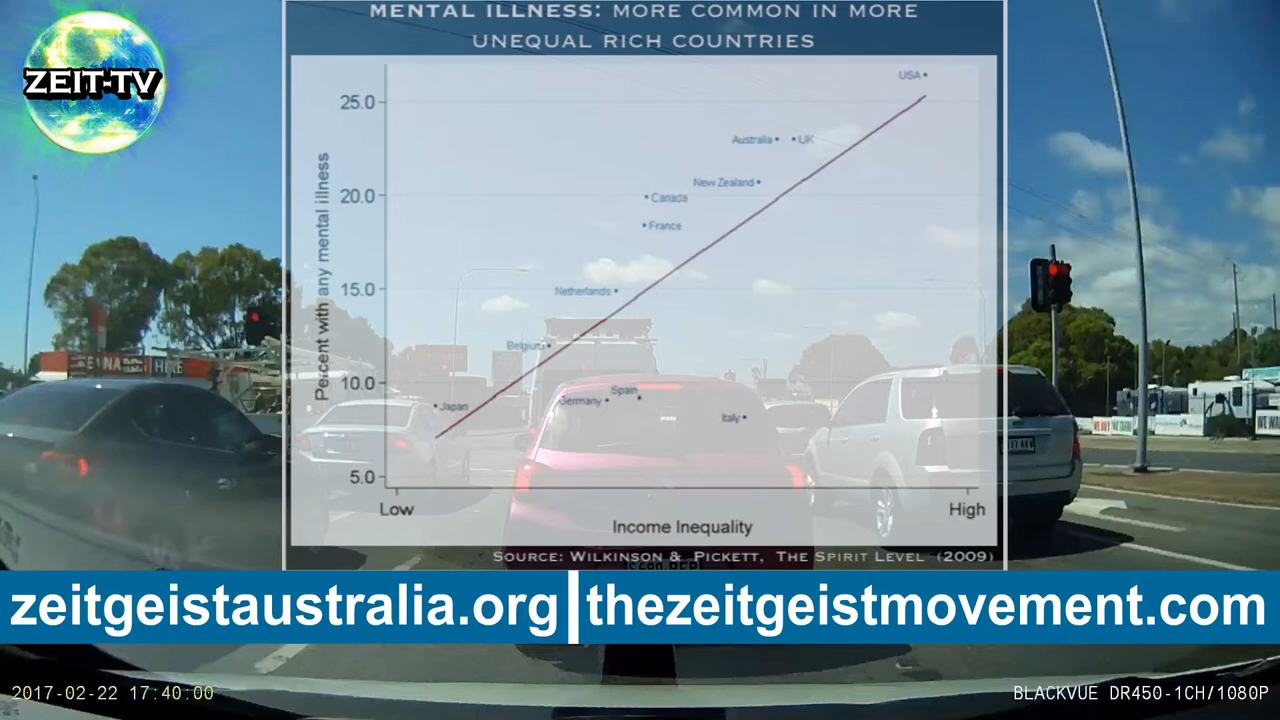 MENTAL ILLNESS: MORE COMMON IN MORE
UNEQUAL RICH COUNTRIES
ZEIT-TV
Percent with any mental illness
25.0
20.0
15.0
10.0
5.0
USA
Australia
UK
New Zealand
Canada
France
Netherlands
Belgium
Japan
Germany
Spain
Italy
Low
High
Income Inequality
SOURCE: WILKINSON & PICKETT, THE SPIRIT LEVEL (2009)
zeitgeistaustralia.org
thezeitgeistmovement.com
2017-02-22 17:40:00
BLACKVUE DR450-1CH/1080P